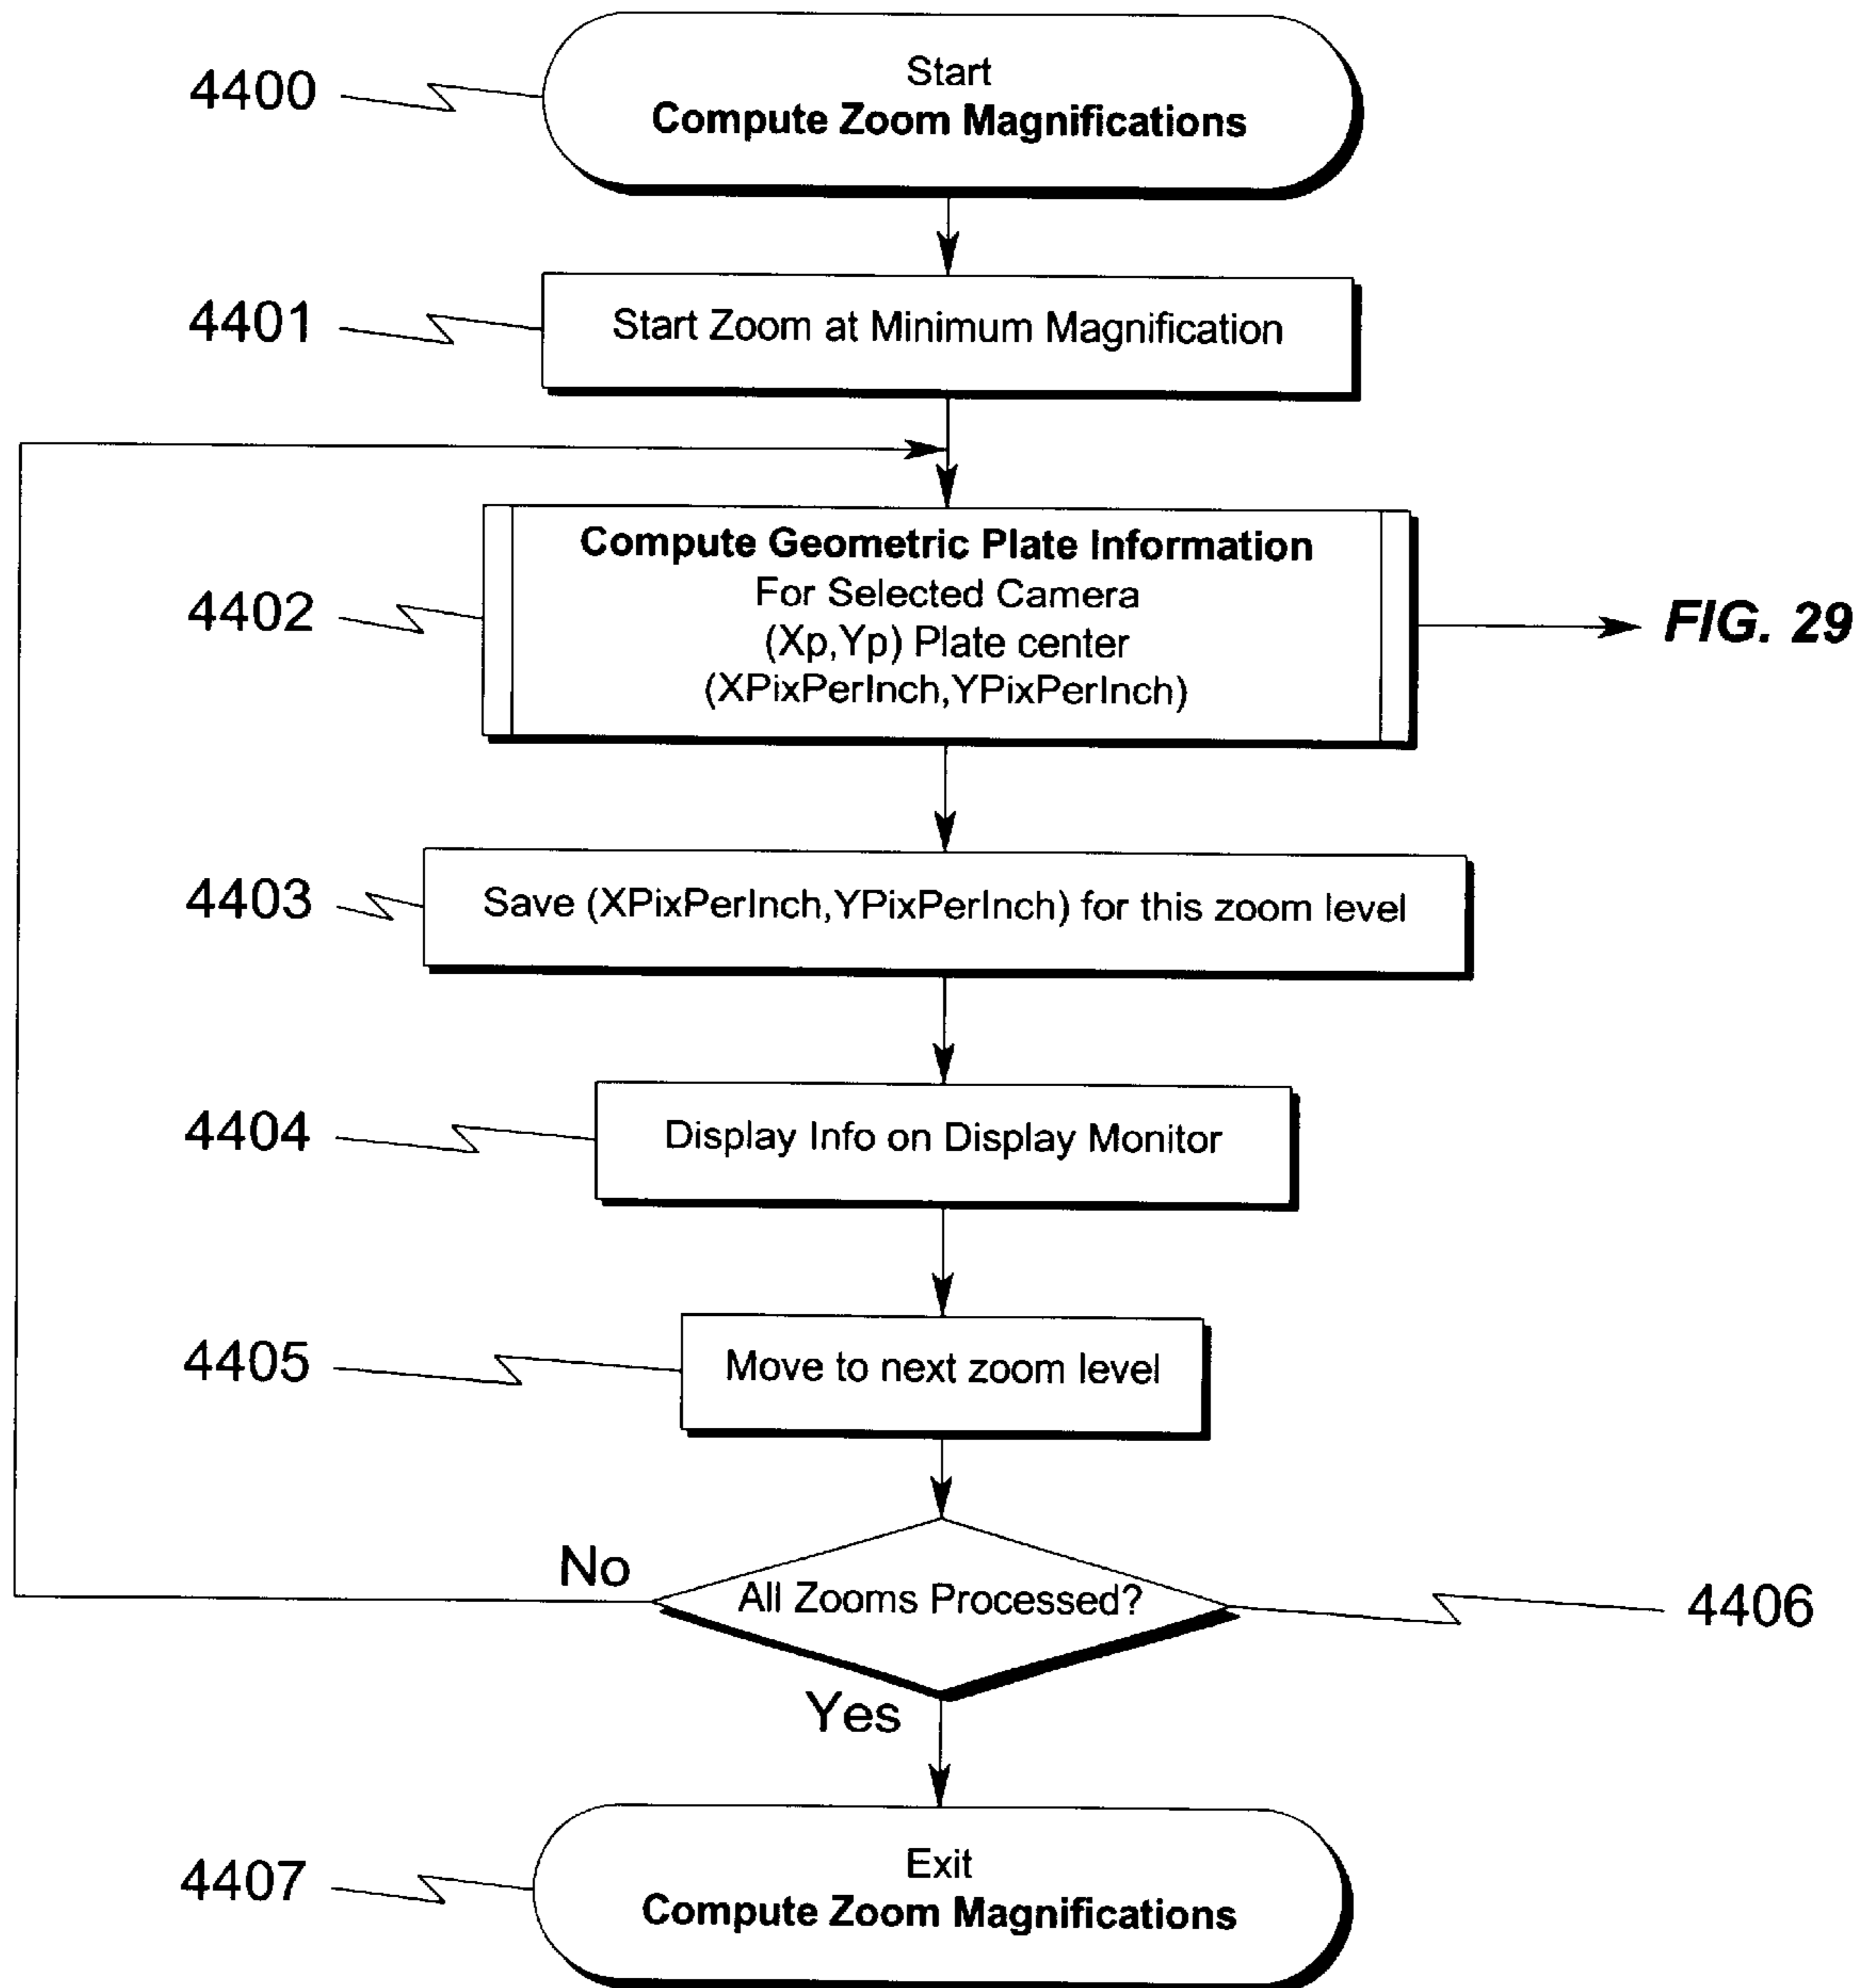 4400
Start
Compute Zoom Magnifications
4401
Start Zoom at Minimum Magnification
4402
Compute Geometric Plate Information
For Selected Camera
(Xp,Yp) Plate center
(XPixPerInch,YPixPerInch)
FIG. 29
4403
Save (XPixPerInch,YPixPerInch) for this zoom level
4404
Display Info on Display Monitor
4405
Move to next zoom level
No
All Zooms Processed?
4406
Yes
4407
Exit
Compute Zoom Magnifications